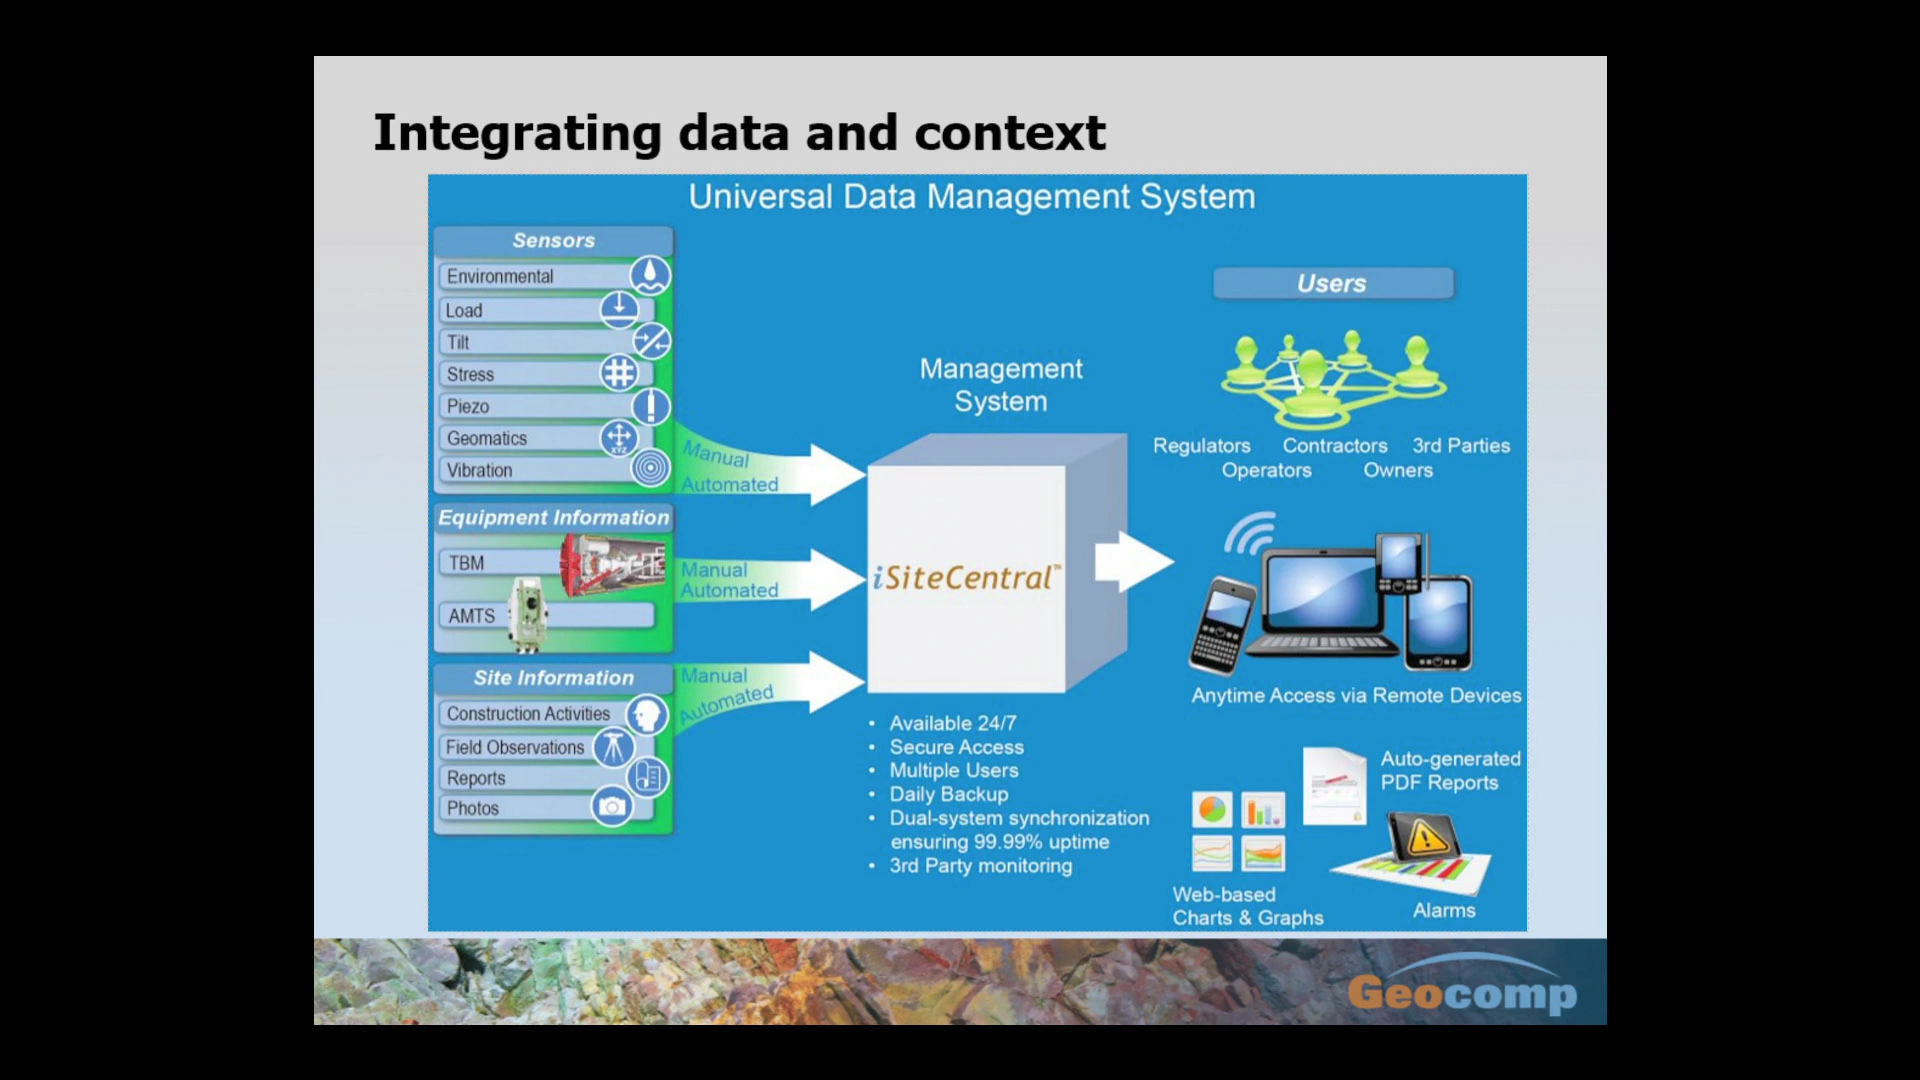 Integrating data and context
Universal Data Management System
Sensors
Environmental
Load
Tilt
Stress
Piezo
Geomatics
XYZ
Vibration
Manual
Automated
Equipment Information
TBM
AMTS
Manual
Automated
Site Information
Construction Activities
Field Observations
Reports
Photos
Manual
Automated
Management
System
iSiteCentral™
• Available 24/7
• Secure Access
• Multiple Users
• Daily Backup
• Dual-system synchronization
ensuring 99.99% uptime
• 3rd Party monitoring
Users
Regulators Contractors 3rd Parties
Operators Owners
Anytime Access via Remote Devices
Auto-generated
PDF Reports
Web-based
Charts & Graphs
Alarms
Geocomp